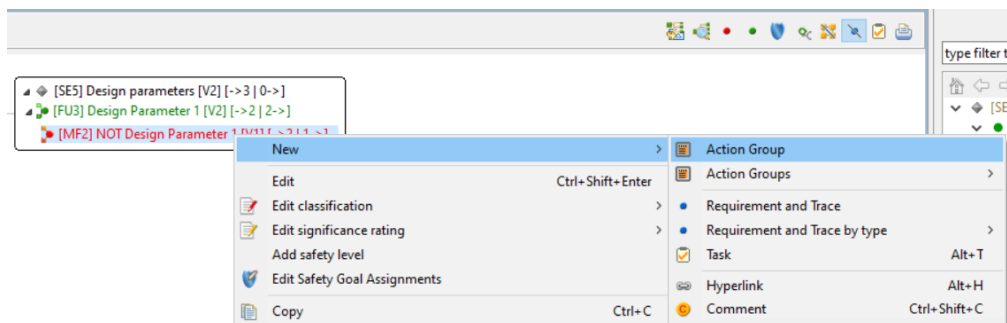 type filter t
[SE5] Design parameters [V2] [->3 | 0->]
[FU3] Design Parameter 1 [V2] [->2 | 2->]
[MF2] NOT Design Parameter 1 [V1] [->2 | 1->]
[SE
New
Edit Ctrl+Shift+Enter
Edit classification
Edit significance rating
Add safety level
Edit Safety Goal Assignments
Copy Ctrl+C
Action Group
Action Groups
Requirement and Trace
Requirement and Trace by type
Task Alt+T
Hyperlink Alt+H
Comment Ctrl+Shift+C